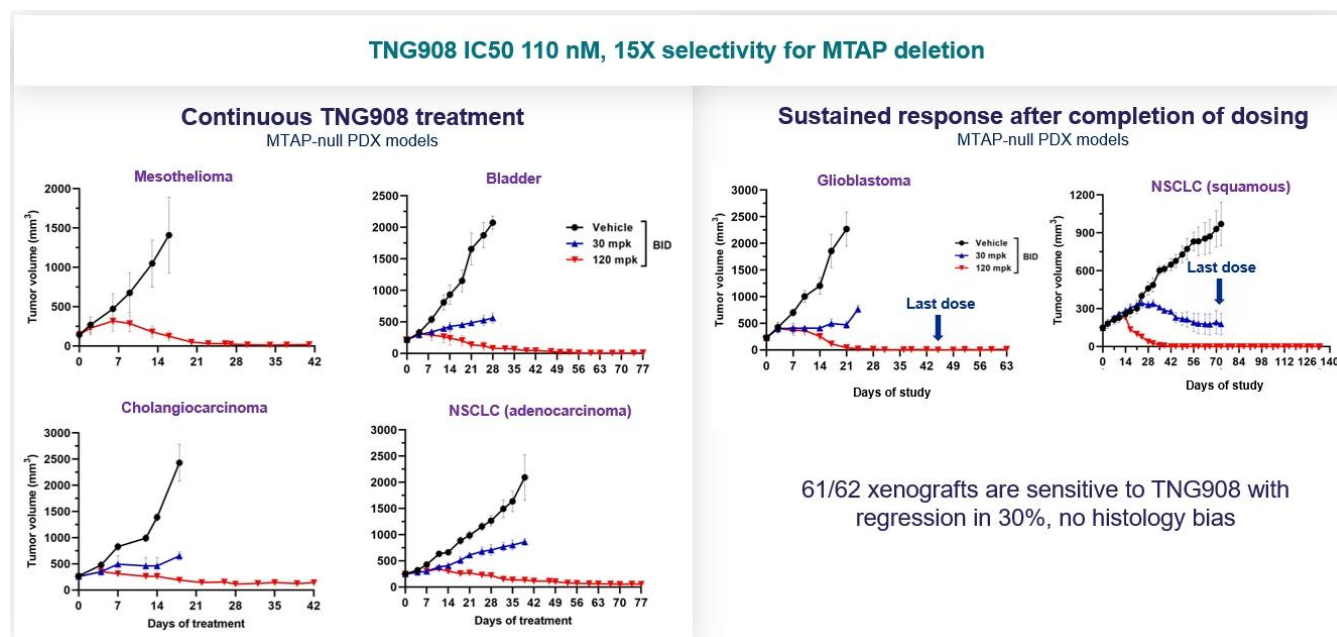 TNG908 IC50 110 nM, 15X selectivity for MTAP deletion
Continuous TNG908 treatment
MTAP-null PDX models
Mesothelioma
Tumor volume (mm³)
2000
1500
1000
500
0
0 7 14 21 28 35 42
Bladder
2500
2000
1500
1000
500
0
0 7 14 21 28 35 42 49 56 63 70 77
Vehicle
30 mpk
120 mpk
BID
Cholangiocarcinoma
Tumor volume (mm³)
3000
2500
2000
1500
1000
500
0
0 7 14 21 28 35 42
Days of treatment
NSCLC (adenocarcinoma)
3000
2500
2000
1500
1000
500
0
0 7 14 21 28 35 42 49 56 63 70 77
Days of treatment
Sustained response after completion of dosing
MTAP-null PDX models
Glioblastoma
Tumor volume (mm³)
3000
2500
2000
1500
1000
500
0
0 7 14 21 28 35 42 49 56 63
Days of study
Vehicle
30 mpk
120 mpk
BID
Last dose
NSCLC (squamous)
Tumor volume (mm³)
1200
900
600
300
0
0 14 28 42 56 70 84 98 112 126 140
Days of study
Last dose
61/62 xenografts are sensitive to TNG908 with
regression in 30%, no histology bias